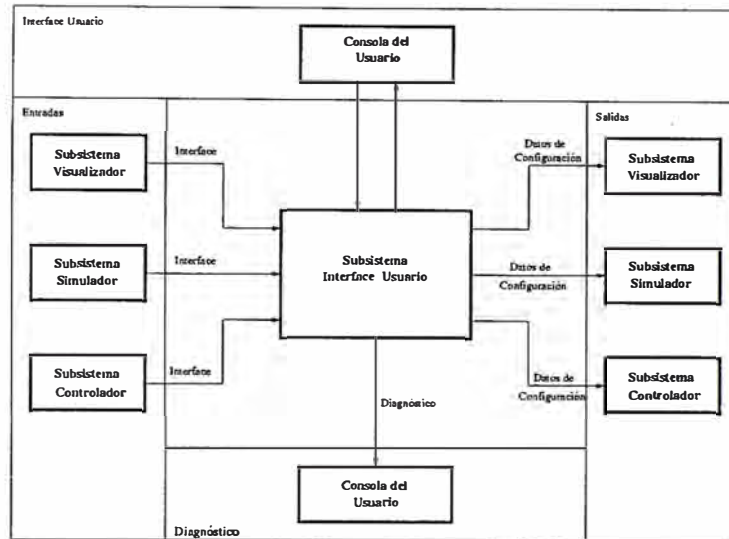 Interface Usuario
Consola del
Usuario
Entradas
Salidas
Subsistema
Visualizador
Interface
Datos de
Configuración
Subsistema
Visualizador
Subsistema
Interface Usuario
Subsistema
Simulador
Interface
Datos de
Configuración
Subsistema
Simulador
Subsistema
Controlador
Interface
Datos de
Configuración
Subsistema
Controlador
Diagnóstico
Consola del
Usuario
Diagnóstico